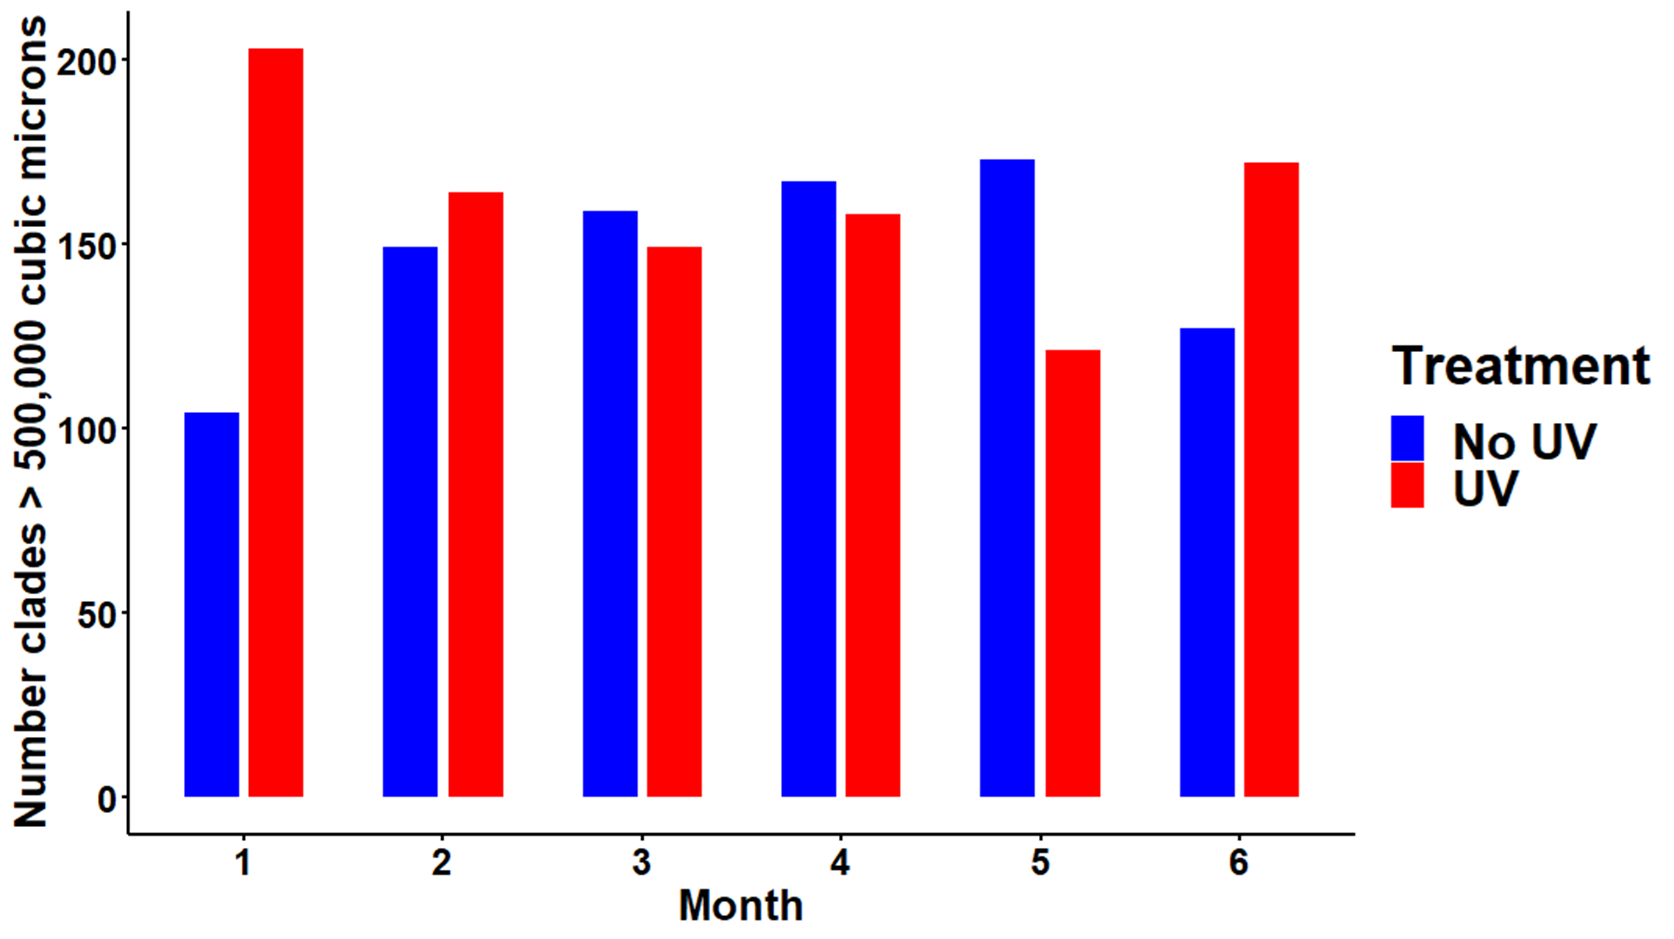 Number clades > 500,000 cubic microns
200
150
100
50
0
1 2 3 4 5 6
Month
Treatment
No UV
UV